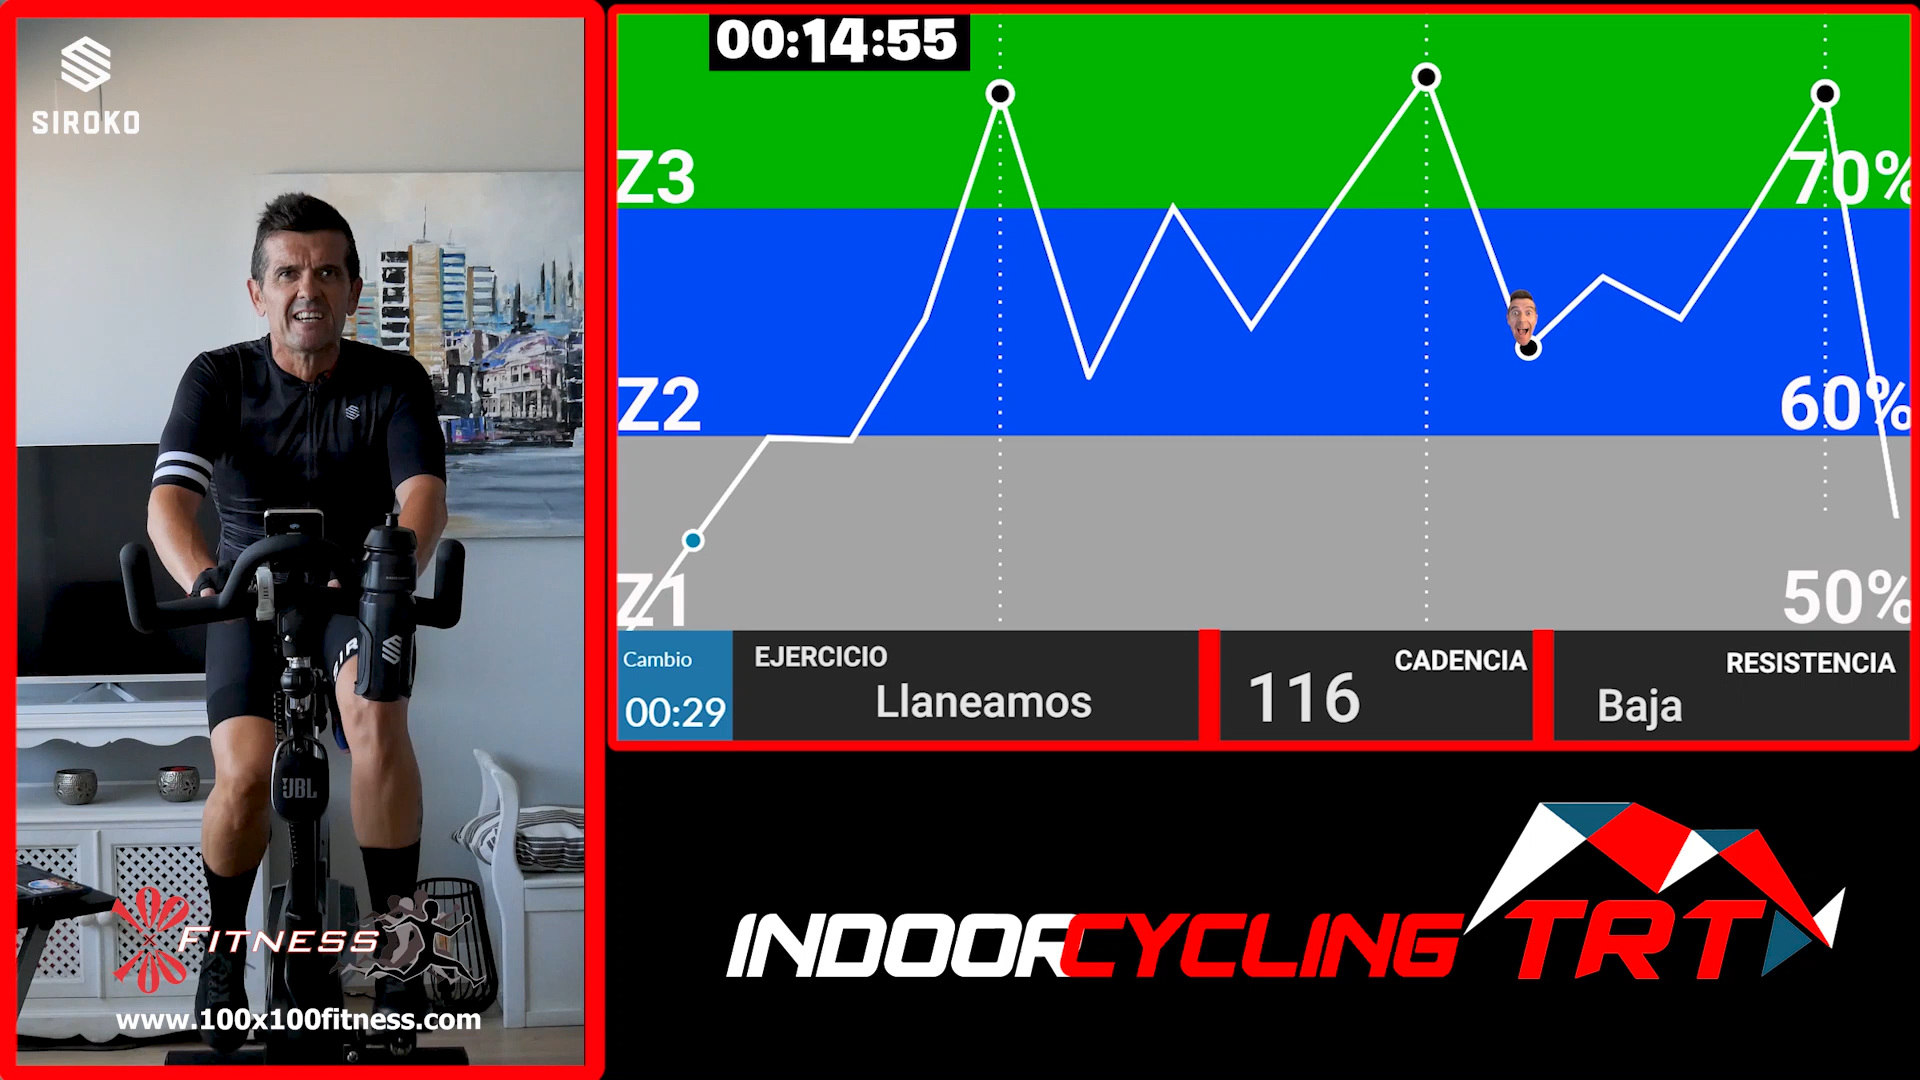 SIROKO
00:14:55
Z3
70%
Z2
60%
Z1
50%
Cambio
00:29
EJERCICIO
Llaneamos
CADENCIA
116
RESISTENCIA
Baja
JBL
FITNESS
www.100x100fitness.com
INDOORCYCLING TRT